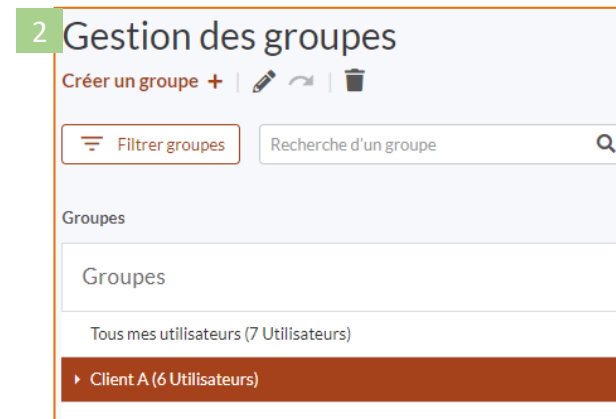 2
Gestion des groupes
Créer un groupe +
Filtrer groupes
Recherche d'un groupe
Groupes
Groupes
Tous mes utilisateurs (7 Utilisateurs)
Client A (6 Utilisateurs)